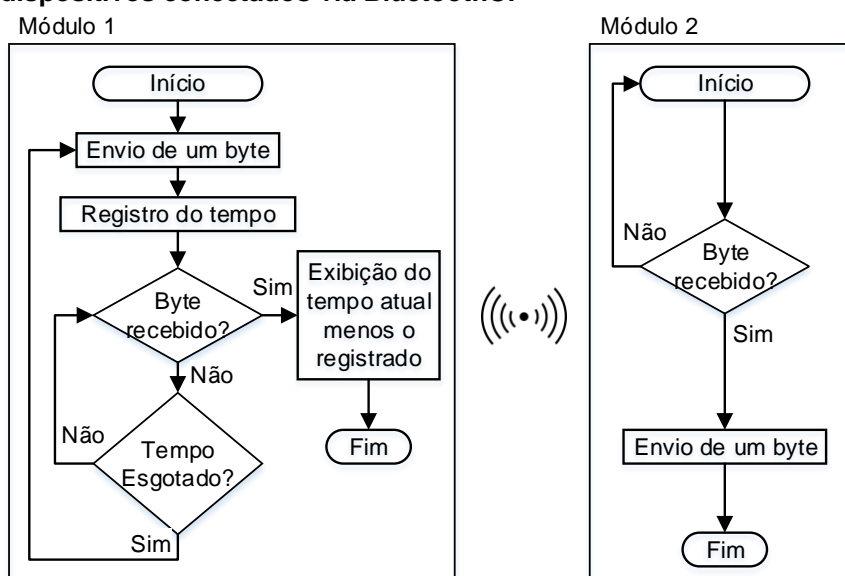 dispositivos conectados via Bluetooth®.
Módulo 1
Início
Envio de um byte
Registro do tempo
Byte
recebido?
Sim
Exibição do
tempo atual
menos o
registrado
Não
Não
Tempo
Esgotado?
Fim
Sim
Módulo 2
Início
Não
Byte
recebido?
Sim
Envio de um byte
Fim